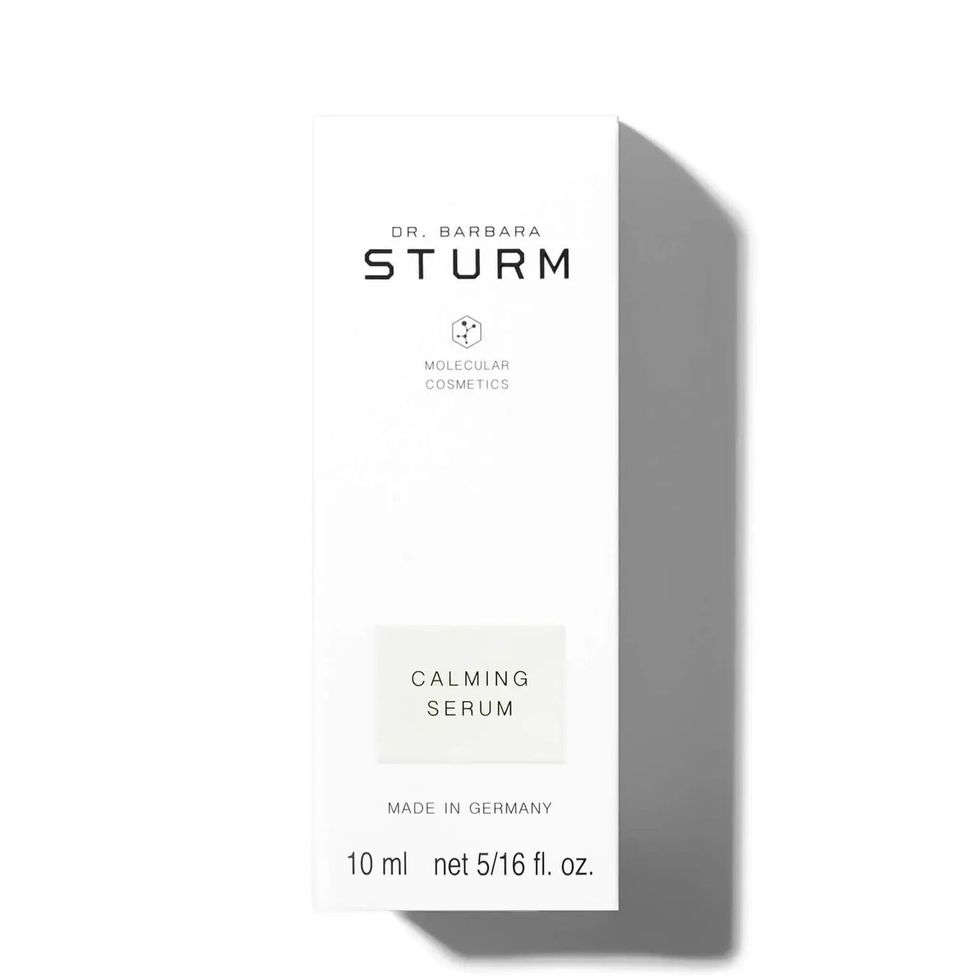 DR. BARBARA
STURM
MOLECULAR
COSMETICS
CALMING
SERUM
MADE IN GERMANY
10 ml net 5/16 fl. oz.